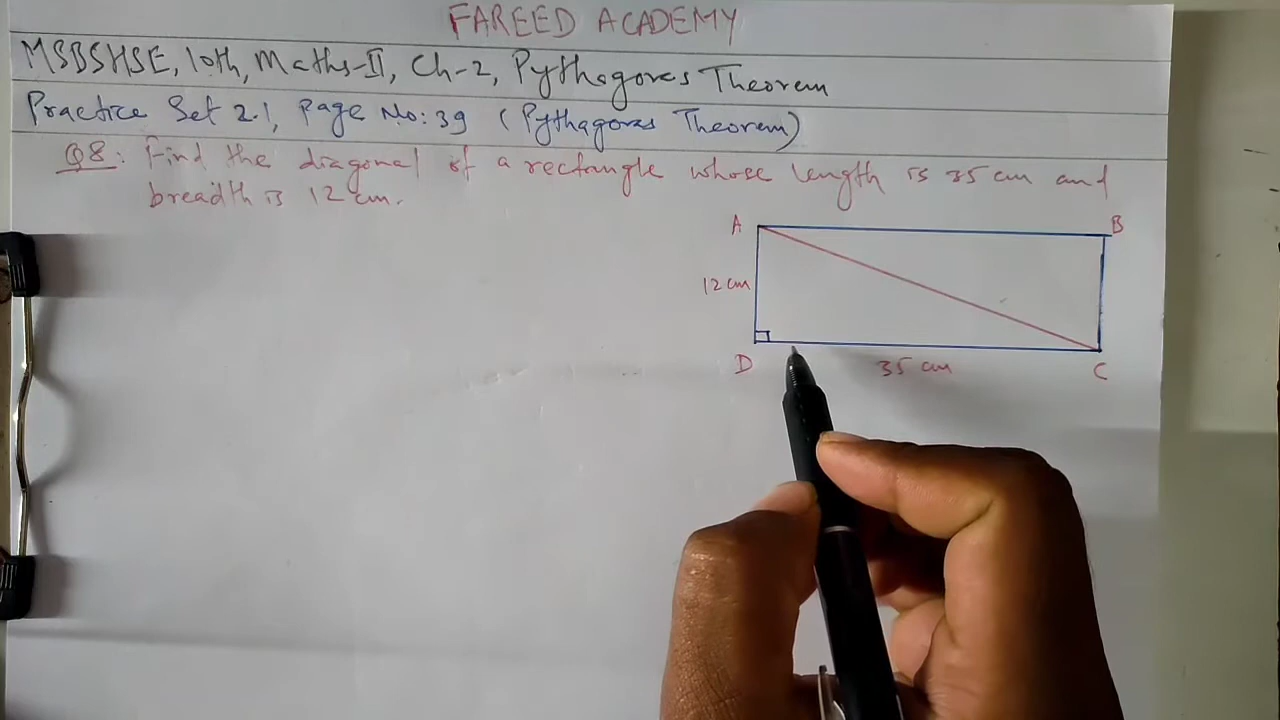 FAREED ACADEMY
MSBSHSE, 10th, Maths-II, Ch-2, Pythagoras Theorem
Practice Set 2.1, Page No: 39 (Pythagoras Theorem)
Q8: Find the diagonal of a rectangle whose length is 35 cm and
breadth is 12 cm.
A B
12 cm
D 35 cm C